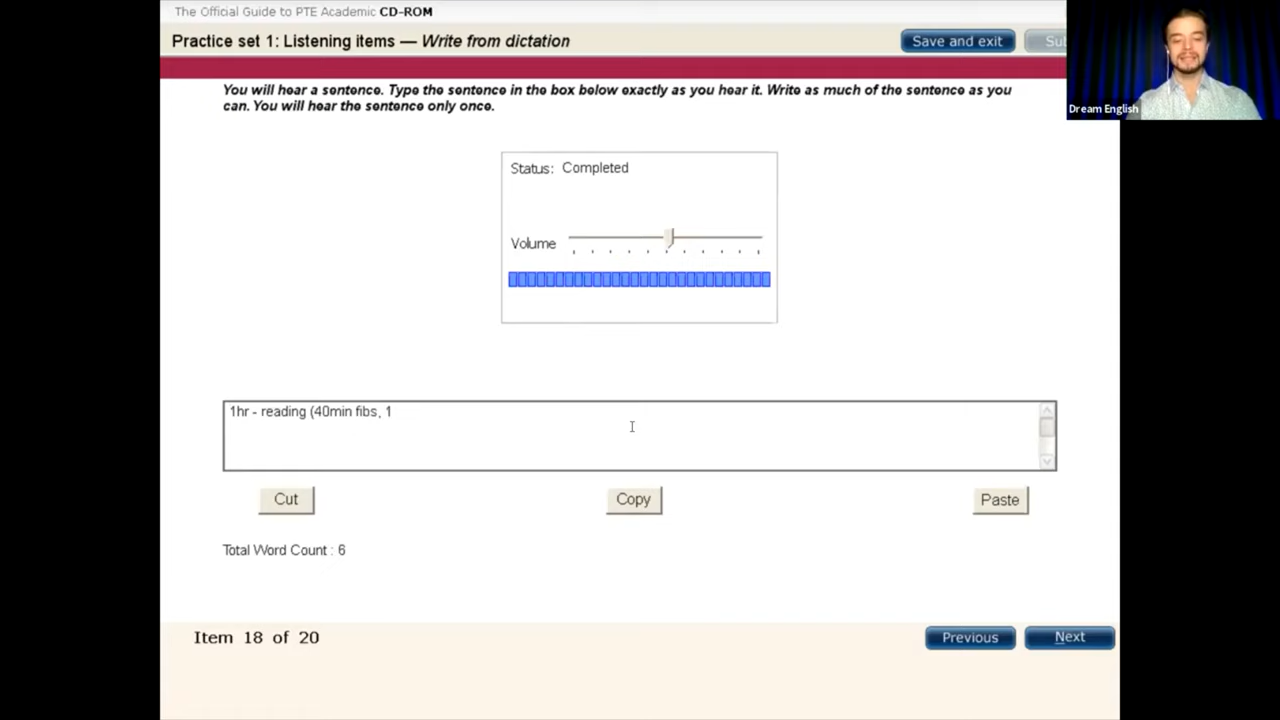 The Official Guide to PTE Academic CD-ROM
Practice set 1: Listening items — Write from dictation
Save and exit
Su
Dream English
You will hear a sentence. Type the sentence in the box below exactly as you hear it. Write as much of the sentence as you
can. You will hear the sentence only once.
Status: Completed
Volume
1hr - reading (40min fibs, 1
Cut
Copy
Paste
Total Word Count : 6
Item 18 of 20
Previous
Next